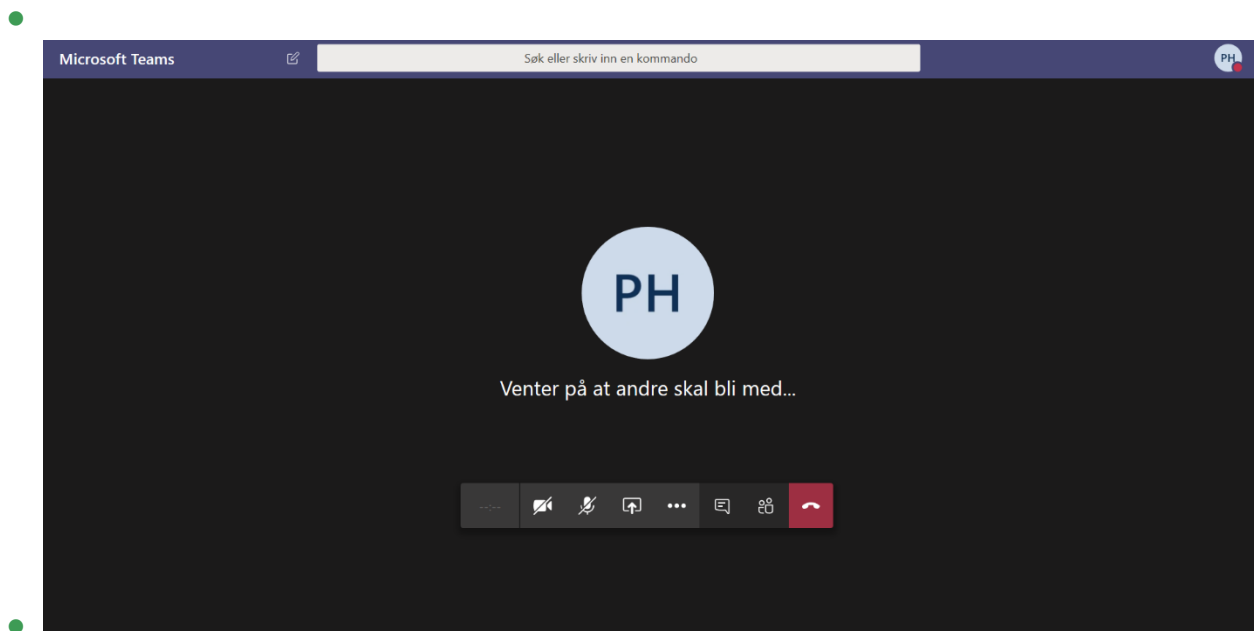 Microsoft Teams
Søk eller skriv inn en kommando
PH
PH
Venter på at andre skal bli med...
--:--